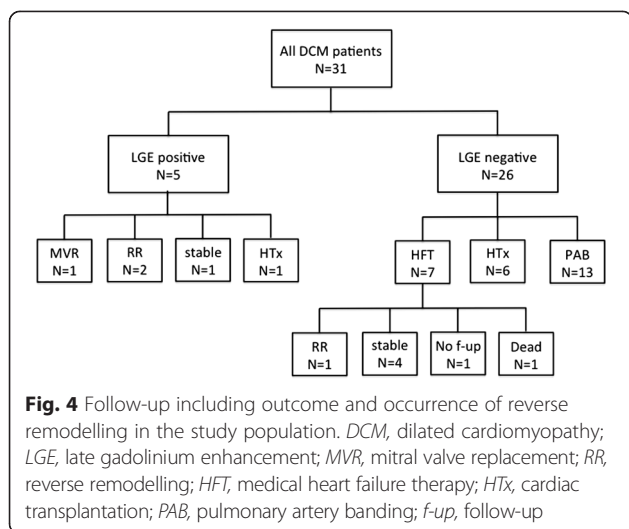 All DCM patients
N=31
LGE positive
N=5
LGE negative
N=26
MVR
N=1
RR
N=2
stable
N=1
HTx
N=1
HFT
N=7
HTx
N=6
PAB
N=13
RR
N=1
stable
N=4
No f-up
N=1
Dead
N=1
Fig. 4 Follow-up including outcome and occurrence of reverse
remodelling in the study population. DCM, dilated cardiomyopathy;
LGE, late gadolinium enhancement; MVR, mitral valve replacement; RR,
reverse remodelling; HFT, medical heart failure therapy; HTx, cardiac
transplantation; PAB, pulmonary artery banding; f-up, follow-up